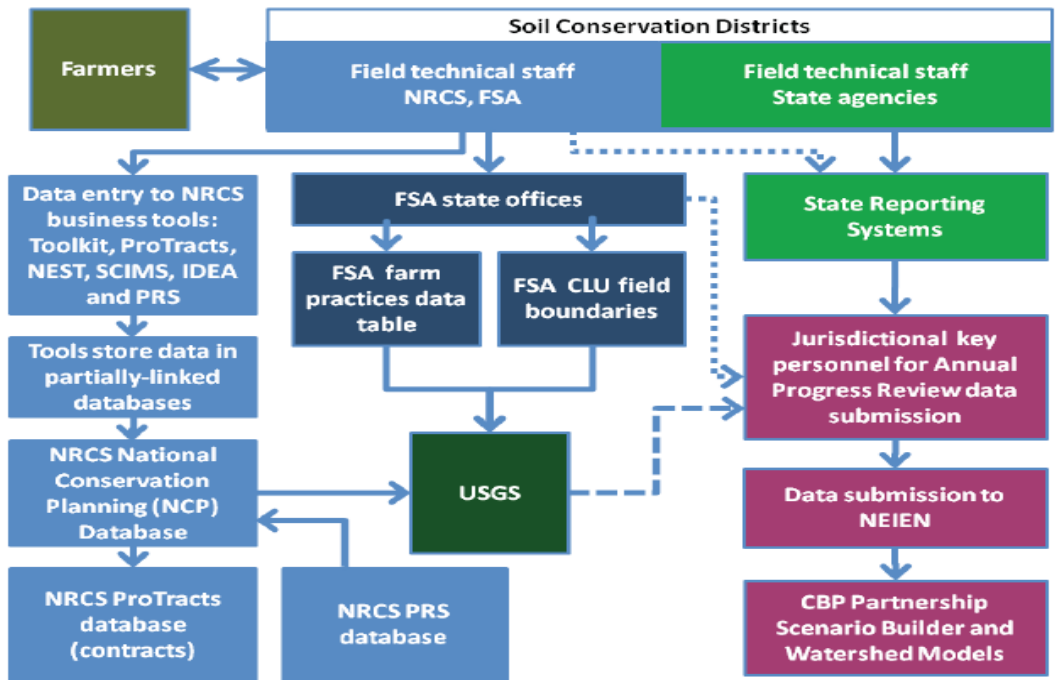 Soil Conservation Districts
Farmers
Field technical staff
NRCS, FSA
Field technical staff
State agencies
Data entry to NRCS
business tools:
Toolkit, ProTracts,
NEST, SCIMS, IDEA
and PRS
FSA state offices
State Reporting
Systems
FSA farm
practices data
table
FSA CLU field
boundaries
Tools store data in
partially-linked
databases
Jurisdictional key
personnel for Annual
Progress Review data
submission
NRCS National
Conservation
Planning (NCP)
Database
USGS
Data submission to
NEIEN
NRCS ProTracts
database
(contracts)
NRCS PRS
database
CBP Partnership
Scenario Builder and
Watershed Models